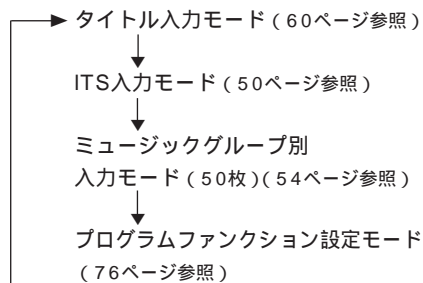 タイトル入力モード（60ページ参照）
ITS入力モード（50ページ参照）
ミュージックグループ別
入力モード（50枚）（54ページ参照）
プログラムファンクション設定モード
（76ページ参照）